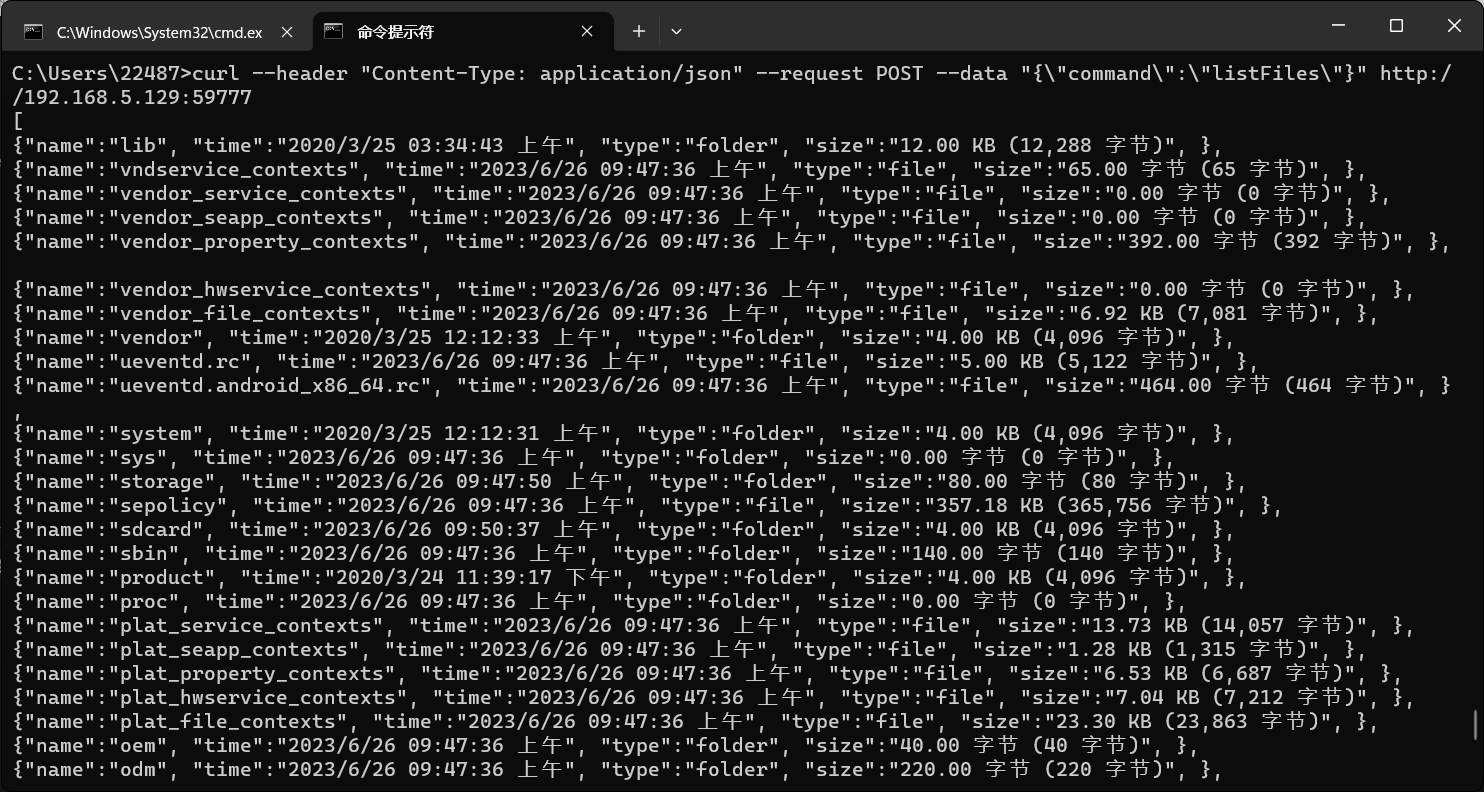 C:\Windows\System32\cmd.ex
命令提示符
C:\Users\22487>curl --header "Content-Type: application/json" --request POST --data "{\"command\":\"listFiles\"}" http:/
/192.168.5.129:59777
[
{"name":"lib", "time":"2020/3/25 03:34:43 上午", "type":"folder", "size":"12.00 KB (12,288 字节)", },
{"name":"vndservice_contexts", "time":"2023/6/26 09:47:36 上午", "type":"file", "size":"65.00 字节 (65 字节)", },
{"name":"vendor_service_contexts", "time":"2023/6/26 09:47:36 上午", "type":"file", "size":"0.00 字节 (0 字节)", },
{"name":"vendor_seapp_contexts", "time":"2023/6/26 09:47:36 上午", "type":"file", "size":"0.00 字节 (0 字节)", },
{"name":"vendor_property_contexts", "time":"2023/6/26 09:47:36 上午", "type":"file", "size":"392.00 字节 (392 字节)", },
{"name":"vendor_hwservice_contexts", "time":"2023/6/26 09:47:36 上午", "type":"file", "size":"0.00 字节 (0 字节)", },
{"name":"vendor_file_contexts", "time":"2023/6/26 09:47:36 上午", "type":"file", "size":"6.92 KB (7,081 字节)", },
{"name":"vendor", "time":"2020/3/25 12:12:33 上午", "type":"folder", "size":"4.00 KB (4,096 字节)", },
{"name":"ueventd.rc", "time":"2023/6/26 09:47:36 上午", "type":"file", "size":"5.00 KB (5,122 字节)", },
{"name":"ueventd.android_x86_64.rc", "time":"2023/6/26 09:47:36 上午", "type":"file", "size":"464.00 字节 (464 字节)", }
,
{"name":"system", "time":"2020/3/25 12:12:31 上午", "type":"folder", "size":"4.00 KB (4,096 字节)", },
{"name":"sys", "time":"2023/6/26 09:47:36 上午", "type":"folder", "size":"0.00 字节 (0 字节)", },
{"name":"storage", "time":"2023/6/26 09:47:50 上午", "type":"folder", "size":"80.00 字节 (80 字节)", },
{"name":"sepolicy", "time":"2023/6/26 09:47:36 上午", "type":"file", "size":"357.18 KB (365,756 字节)", },
{"name":"sdcard", "time":"2023/6/26 09:50:37 上午", "type":"folder", "size":"4.00 KB (4,096 字节)", },
{"name":"sbin", "time":"2023/6/26 09:47:36 上午", "type":"folder", "size":"140.00 字节 (140 字节)", },
{"name":"product", "time":"2020/3/24 11:39:17 下午", "type":"folder", "size":"4.00 KB (4,096 字节)", },
{"name":"proc", "time":"2023/6/26 09:47:36 上午", "type":"folder", "size":"0.00 字节 (0 字节)", },
{"name":"plat_service_contexts", "time":"2023/6/26 09:47:36 上午", "type":"file", "size":"13.73 KB (14,057 字节)", },
{"name":"plat_seapp_contexts", "time":"2023/6/26 09:47:36 上午", "type":"file", "size":"1.28 KB (1,315 字节)", },
{"name":"plat_property_contexts", "time":"2023/6/26 09:47:36 上午", "type":"file", "size":"6.53 KB (6,687 字节)", },
{"name":"plat_hwservice_contexts", "time":"2023/6/26 09:47:36 上午", "type":"file", "size":"7.04 KB (7,212 字节)", },
{"name":"plat_file_contexts", "time":"2023/6/26 09:47:36 上午", "type":"file", "size":"23.30 KB (23,863 字节)", },
{"name":"oem", "time":"2023/6/26 09:47:36 上午", "type":"folder", "size":"40.00 字节 (40 字节)", },
{"name":"odm", "time":"2023/6/26 09:47:36 上午", "type":"folder", "size":"220.00 字节 (220 字节)", },